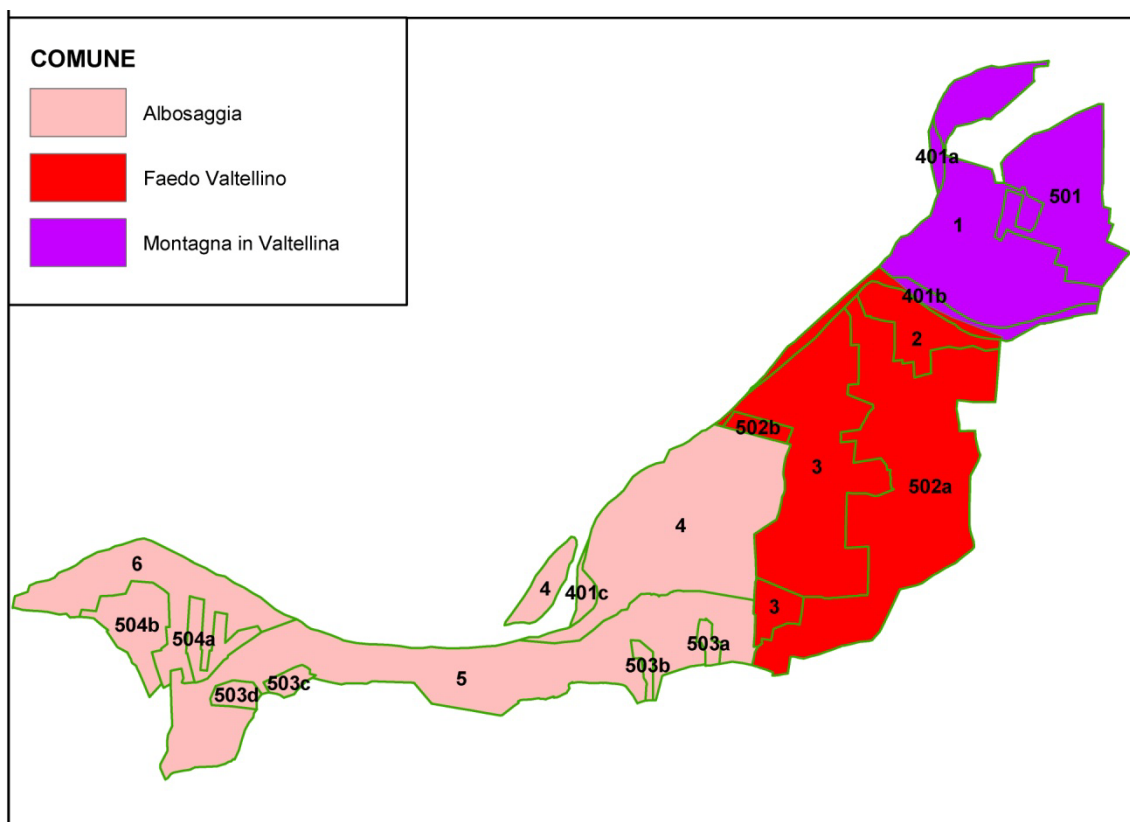 COMUNE
Albosaggia
Faedo Valtellino
Montagna in Valtellina
401a
501
1
401b
2
502b
3
502a
4
6
4
401c
3
504b
504a
503a
503b
5
503c
503d